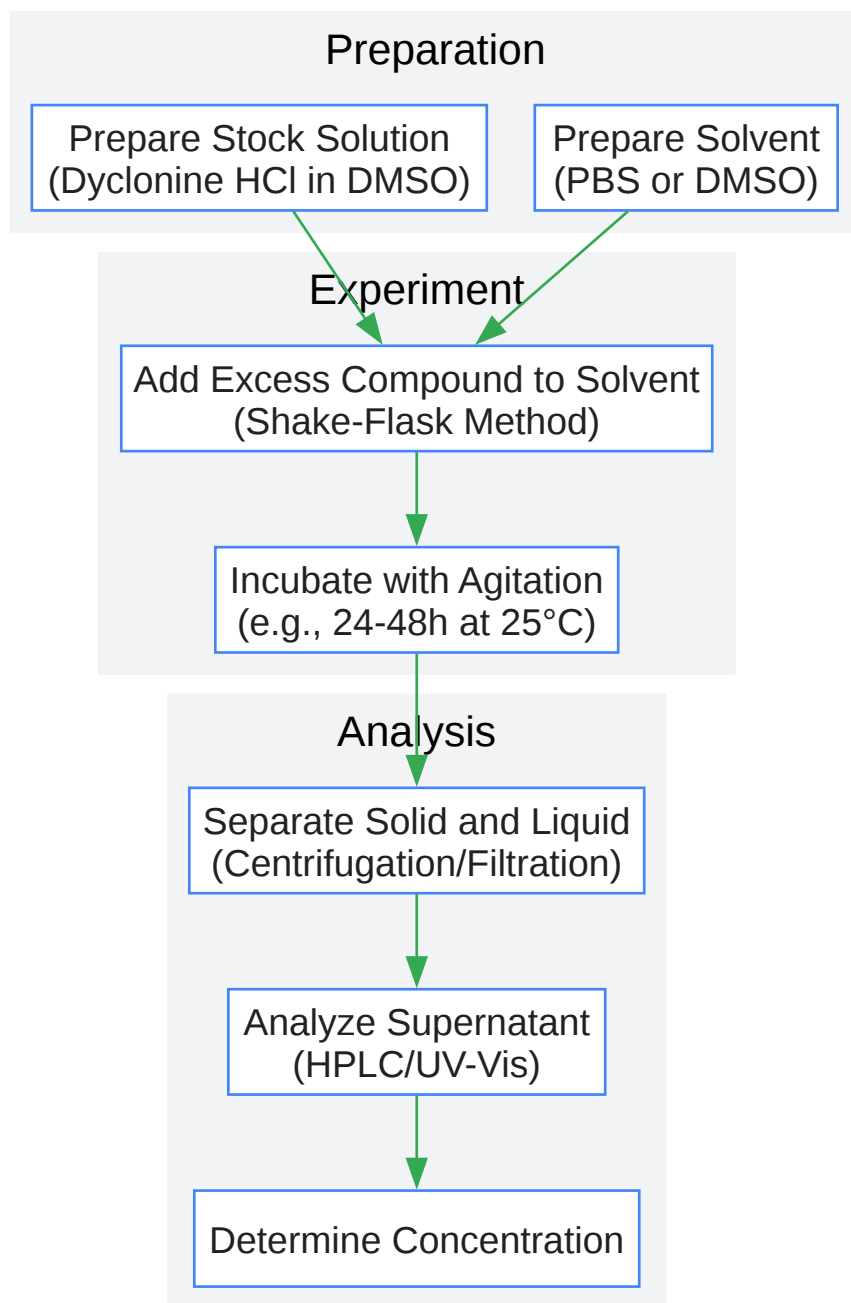 Preparation
Prepare Stock Solution
(Dyclonine HCl in DMSO)
Prepare Solvent
(PBS or DMSO)
Experiment
Add Excess Compound to Solvent
(Shake-Flask Method)
Incubate with Agitation
(e.g., 24-48h at 25°C)
Analysis
Separate Solid and Liquid
(Centrifugation/Filtration)
Analyze Supernatant
(HPLC/UV-Vis)
Determine Concentration